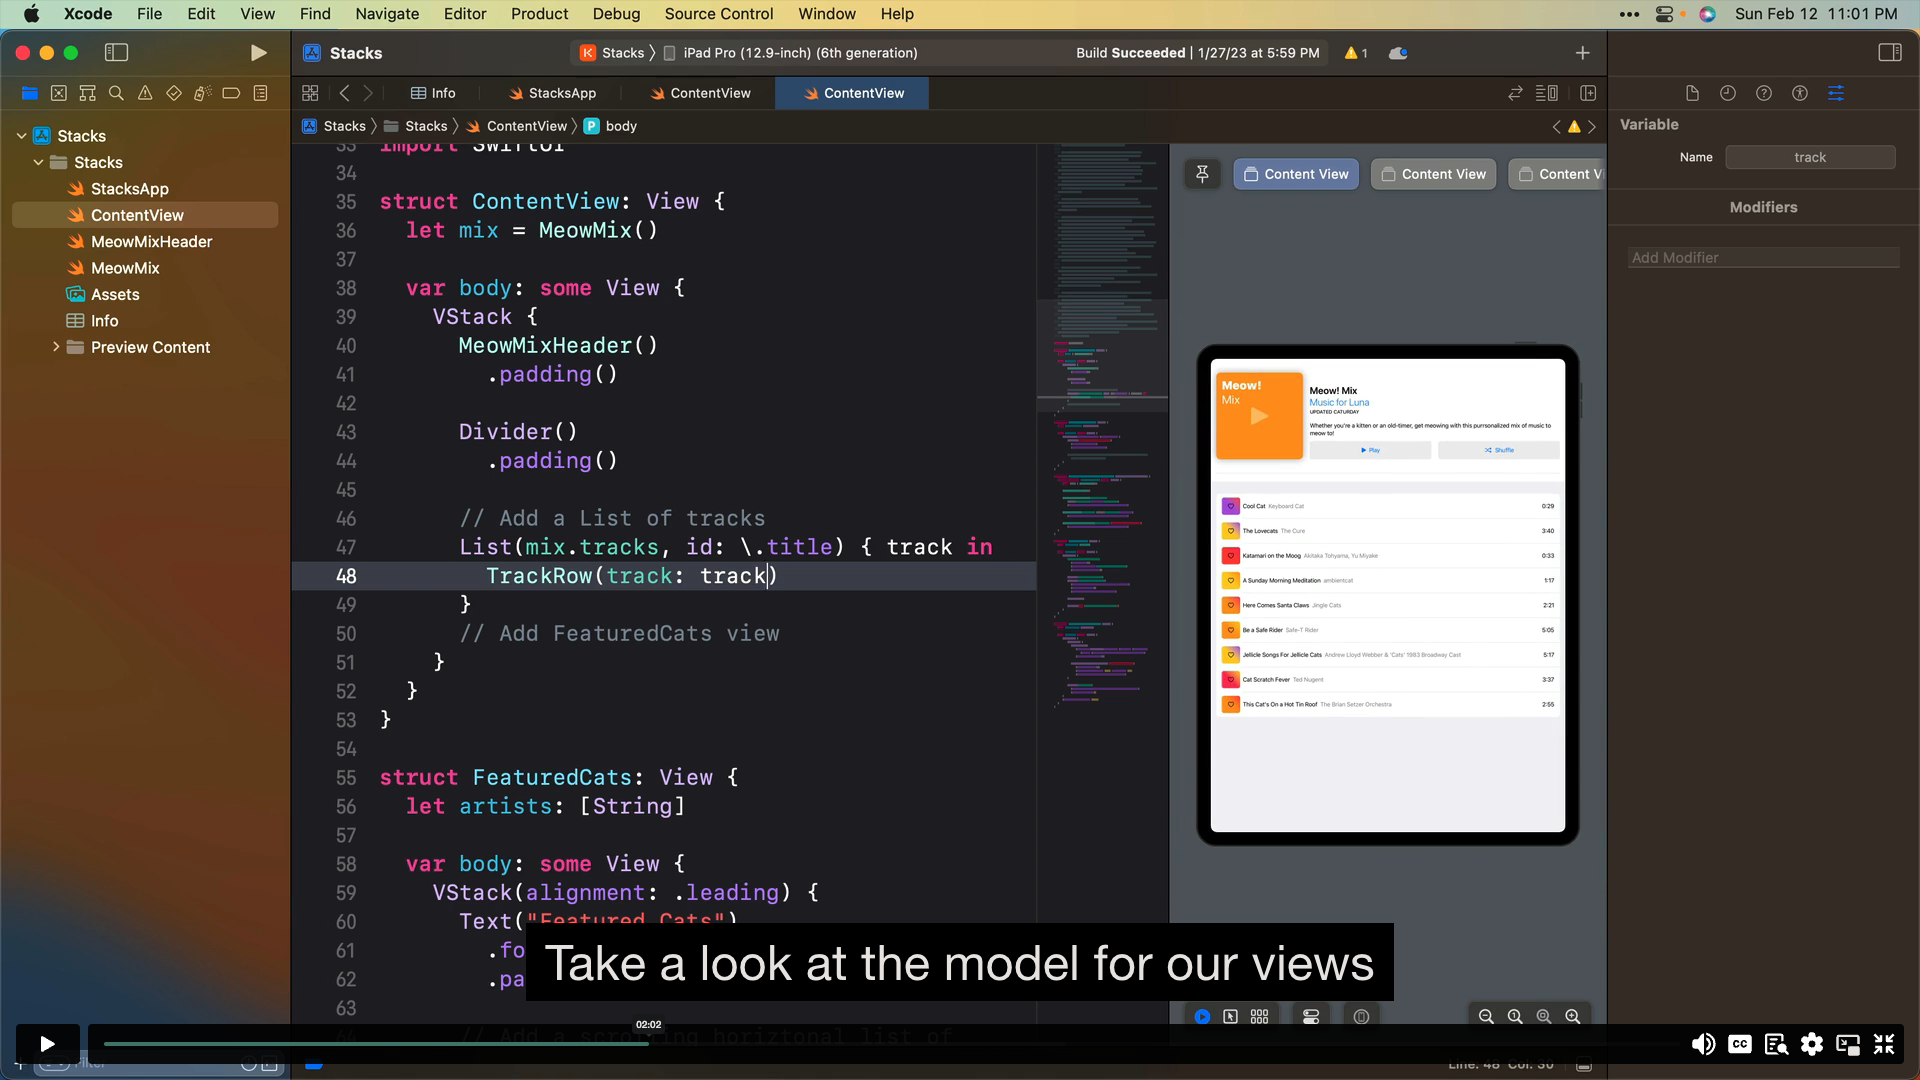 Xcode File Edit View Find Navigate Editor Product Debug Source Control Window Help
Sun Feb 12 11:01 PM
Stacks
Stacks 〉 iPad Pro (12.9-inch) (6th generation)
Build Succeeded | 1/27/23 at 5:59 PM
1
Info
StacksApp
ContentView
ContentView
Stacks 〉 Stacks 〉 ContentView 〉 P body
Stacks
Stacks
StacksApp
ContentView
MeowMixHeader
MeowMix
Assets
Info
Preview Content
Filter
33 import SwiftUI
34
35 struct ContentView: View {
36 let mix = MeowMix()
37
38 var body: some View {
39 VStack {
40 MeowMixHeader()
41 .padding()
42
43 Divider()
44 .padding()
45
46 // Add a List of tracks
47 List(mix.tracks, id: \.title) { track in
48 TrackRow(track: track)
49 }
50 // Add FeaturedCats view
51 }
52 }
53 }
54
55 struct FeaturedCats: View {
56 let artists: [String]
57
58 var body: some View {
59 VStack(alignment: .leading) {
60 Text("Featured Cats")
61 .fo
62 .pa
63
64 // Add a scrolling horiztonal list of
Content View
Content View
Content V
Meow!
Mix
Meow! Mix
Music for Luna
UPDATED CATURDAY
Whether you're a kitten or an old-timer, get meowing with this purrsonalized mix of music to
meow to!
Play
Shuffle
Cool Cat Keyboard Cat 0:29
The Lovecats The Cure 3:40
Katamari on the Moog Akitaka Tohyama, Yu Miyake 0:33
A Sunday Morning Meditation ambientcat 1:17
Here Comes Santa Claws Jingle Cats 2:21
Be a Safe Rider Safe-T Rider 5:05
Jellicle Songs For Jellicle Cats Andrew Lloyd Webber & 'Cats' 1983 Broadway Cast 5:17
Cat Scratch Fever Ted Nugent 3:37
This Cat's On a Hot Tin Roof The Brian Setzer Orchestra 2:55
Variable
Name track
Modifiers
Add Modifier
Take a look at the model for our views
02:02
CC
Line: 48 Col: 30